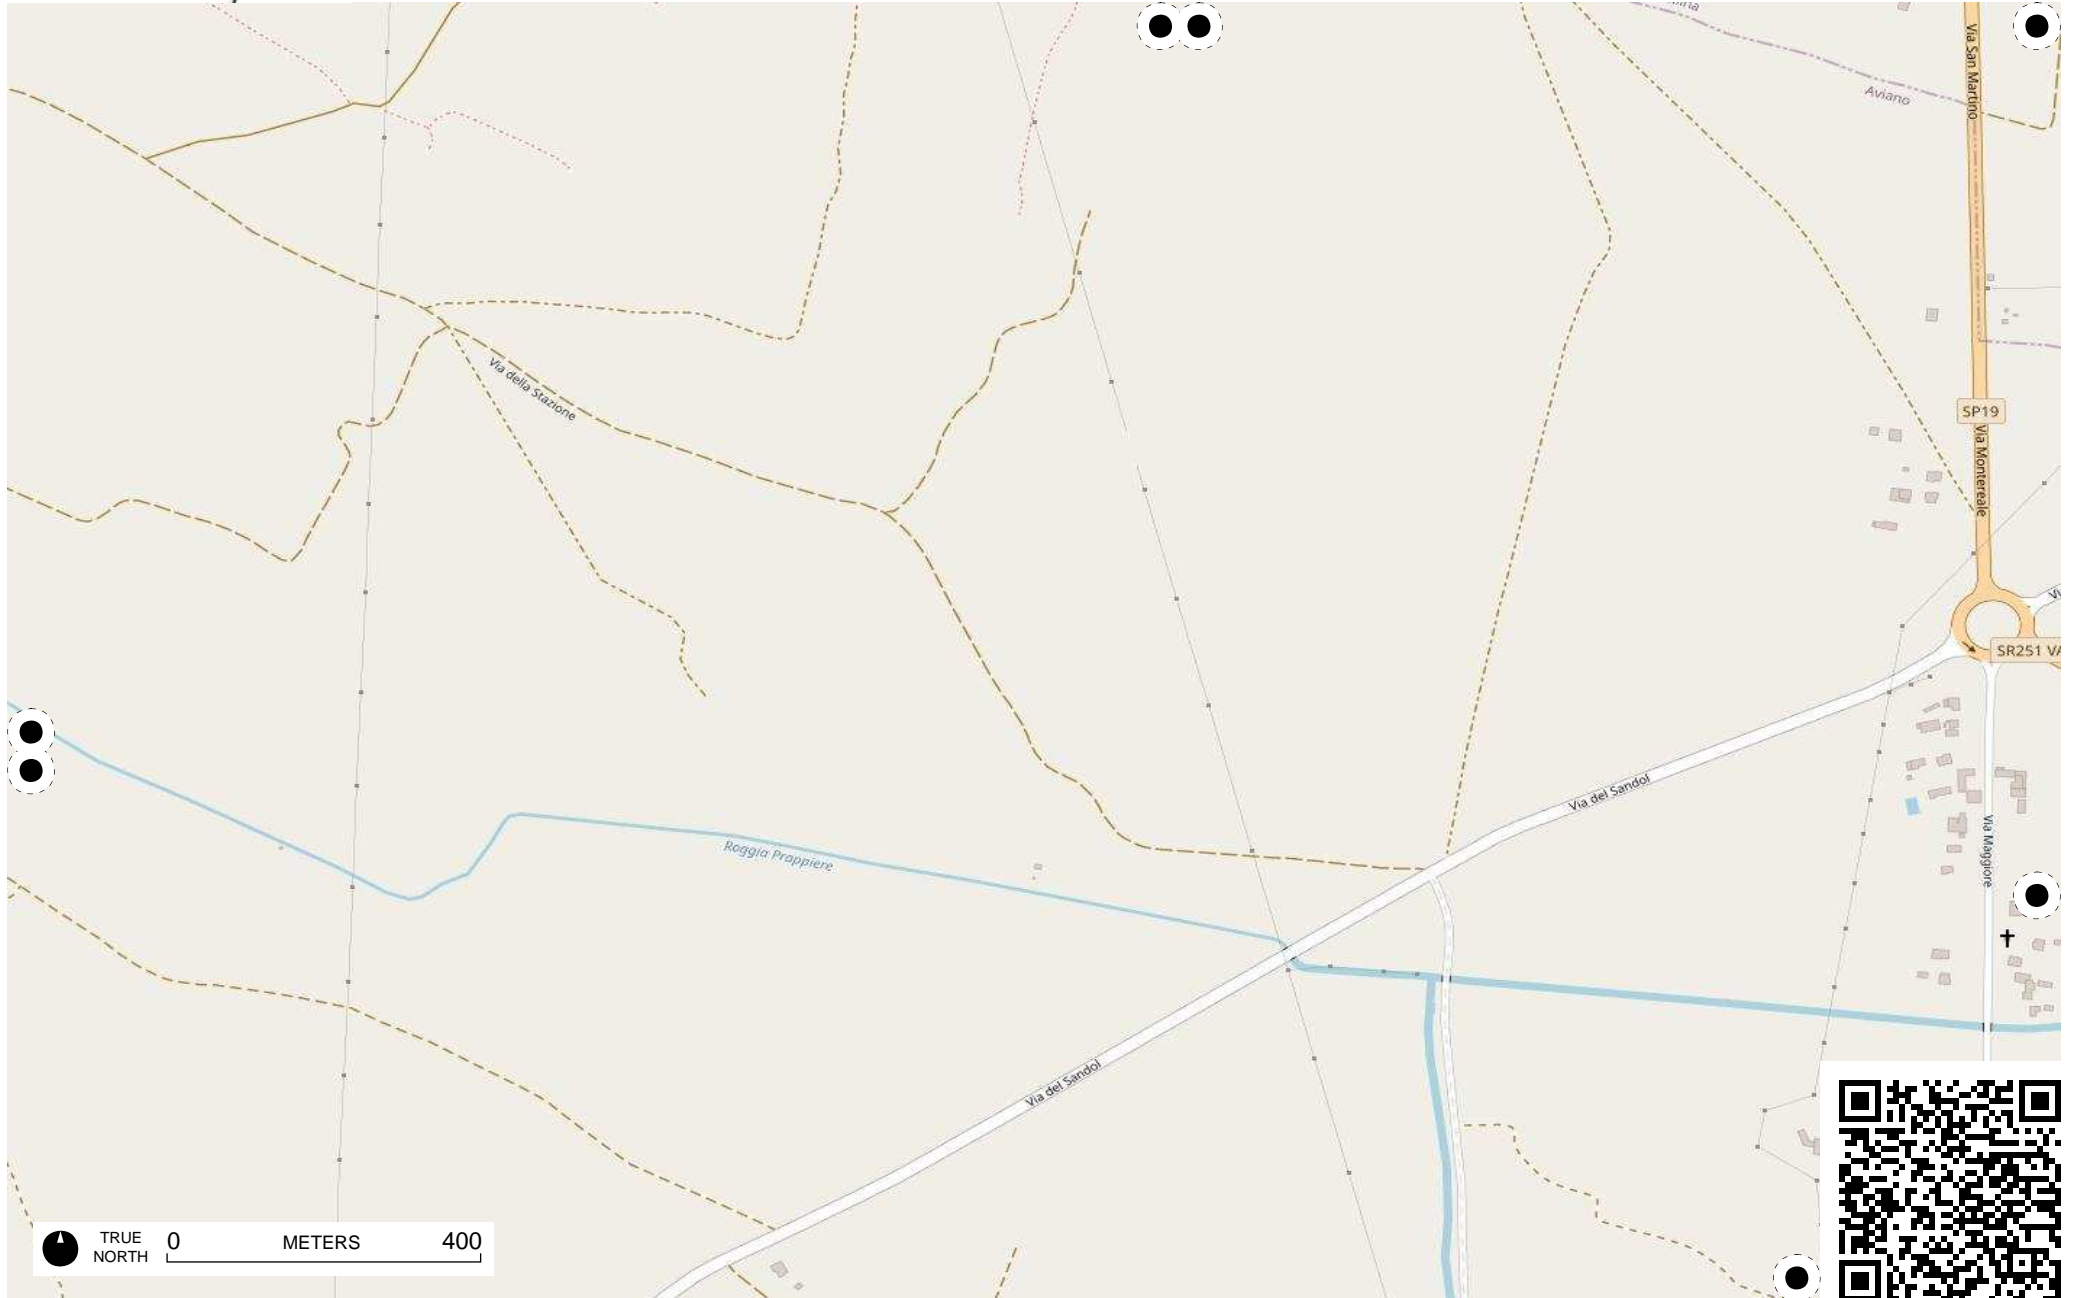 Via San Martino
Aviano
Via della Stazione
SP19
Via Montereale
SR251 VA
Via del Sandol
Via Maggiore
Roggia Prappiere
Via del Sandol
TRUE
NORTH
0 METERS 400